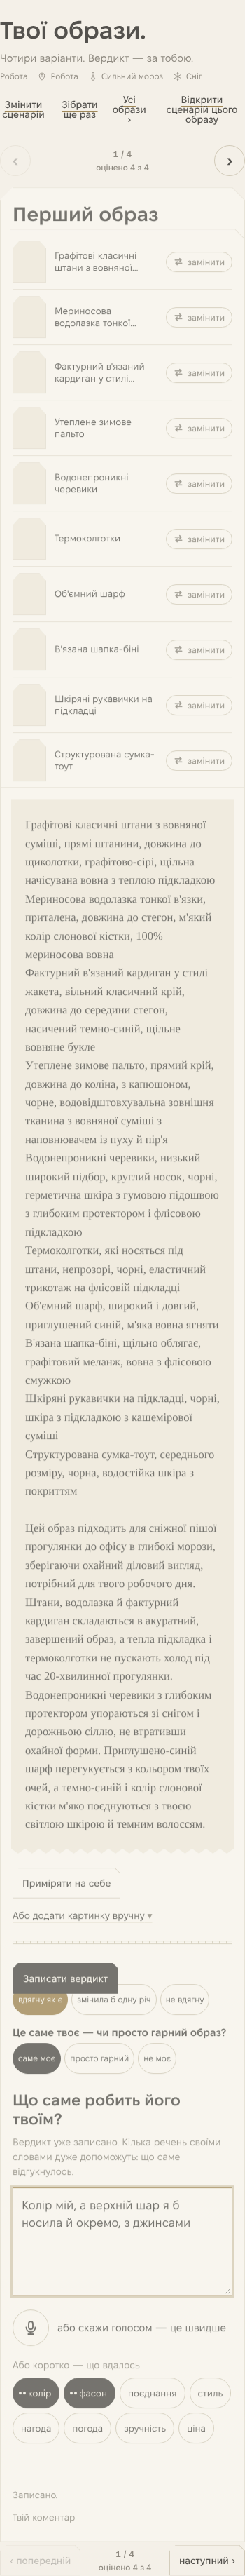 Твої образи.
Чотири варіанти. Вердикт — за тобою.
Робота Робота Сильний мороз Сніг
Змінити сценарій
Зібрати ще раз
Усі образи ›
Відкрити сценарій цього образу
‹
1 / 4
оцінено 4 з 4
›
Перший образ
Графітові класичні
штани з вовняної…
замінити
Мериносова
водолазка тонкої…
замінити
Фактурний в'язаний
кардиган у стилі…
замінити
Утеплене зимове
пальто
замінити
Водонепроникні
черевики
замінити
Термоколготки
замінити
Об'ємний шарф
замінити
В'язана шапка-біні
замінити
Шкіряні рукавички на
підкладці
замінити
Структурована сумка-
тоут
замінити
Графітові класичні штани з вовняної
суміші, прямі штанини, довжина до
щиколотки, графітово-сірі, щільна
начісувана вовна з теплою підкладкою
Мериносова водолазка тонкої в'язки,
приталена, довжина до стегон, м'який
колір слонової кістки, 100%
мериносова вовна
Фактурний в'язаний кардиган у стилі
жакета, вільний класичний крій,
довжина до середини стегон,
насичений темно-синій, щільне
вовняне букле
Утеплене зимове пальто, прямий крій,
довжина до коліна, з капюшоном,
чорне, вологовідштовхувальна зовнішня
тканина з вовняної суміші з
наповнювачем із пуху й пір'я
Водонепроникні черевики, низький
широкий підбор, круглий носок, чорні,
герметична шкіра з гумовою підошвою
з глибоким протектором і флісовою
підкладкою
Термоколготки, які носяться під
штани, непрозорі, чорні, еластичний
трикотаж на флісовій підкладці
Об'ємний шарф, широкий і довгий,
приглушений синій, м'яка вовна ягняти
В'язана шапка-біні, щільно облягає,
графітовий меланж, вовна з флісовою
смужкою
Шкіряні рукавички на підкладці, чорні,
шкіра з підкладкою з кашемірової
суміші
Структурована сумка-тоут, середнього
розміру, чорна, водостійка шкіра з
покриттям
Цей образ підходить для сніжної пішої
прогулянки до офісу в глибокі морози,
зберігаючи охайний діловий вигляд,
потрібний для твого робочого дня.
Штани, водолазка й фактурний
кардиган складаються в акуратний,
завершений образ, а тепла підкладка і
термоколготки не пускають холод під
час 20-хвилинної прогулянки.
Водонепроникні черевики з глибоким
протектором упораються зі снігом і
дорожньою сіллю, не втративши
охайної форми. Приглушено-синій
шарф перегукується з кольором твоїх
очей, а темно-синій і колір слонової
кістки м'яко поєднуються з твоєю
світлою шкірою й темним волоссям.
Приміряти на себе
Або додати картинку вручну ▾
Записати вердикт
вдягну як є змінила б одну річ не вдягну
Це саме твоє — чи просто гарний образ?
саме моє просто гарний не моє
Що саме робить його
твоїм?
Вердикт уже записано. Кілька речень своїми
словами дуже допоможуть: що саме
відгукнулось.
Колір мій, а верхній шар я б
носила й окремо, з джинсами
або скажи голосом — це швидше
Або коротко — що вдалось
колір фасон поєднання стиль
нагода погода зручність ціна
Записано.
Твій коментар
‹ попередній
1 / 4
оцінено 4 з 4
наступний ›